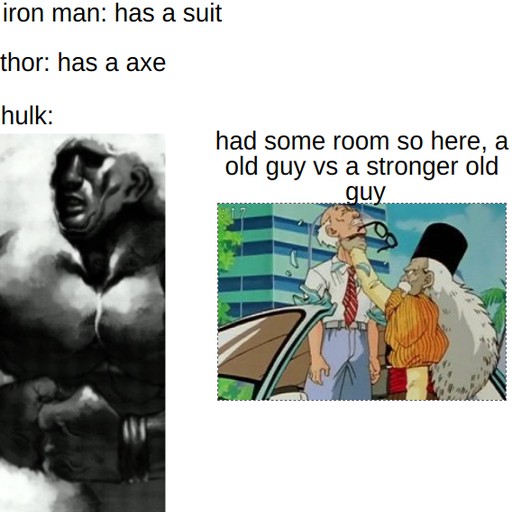 iron man: has a suit
thor: has a axe
hulk:
had some room so here, a
old guy vs a stronger old
guy